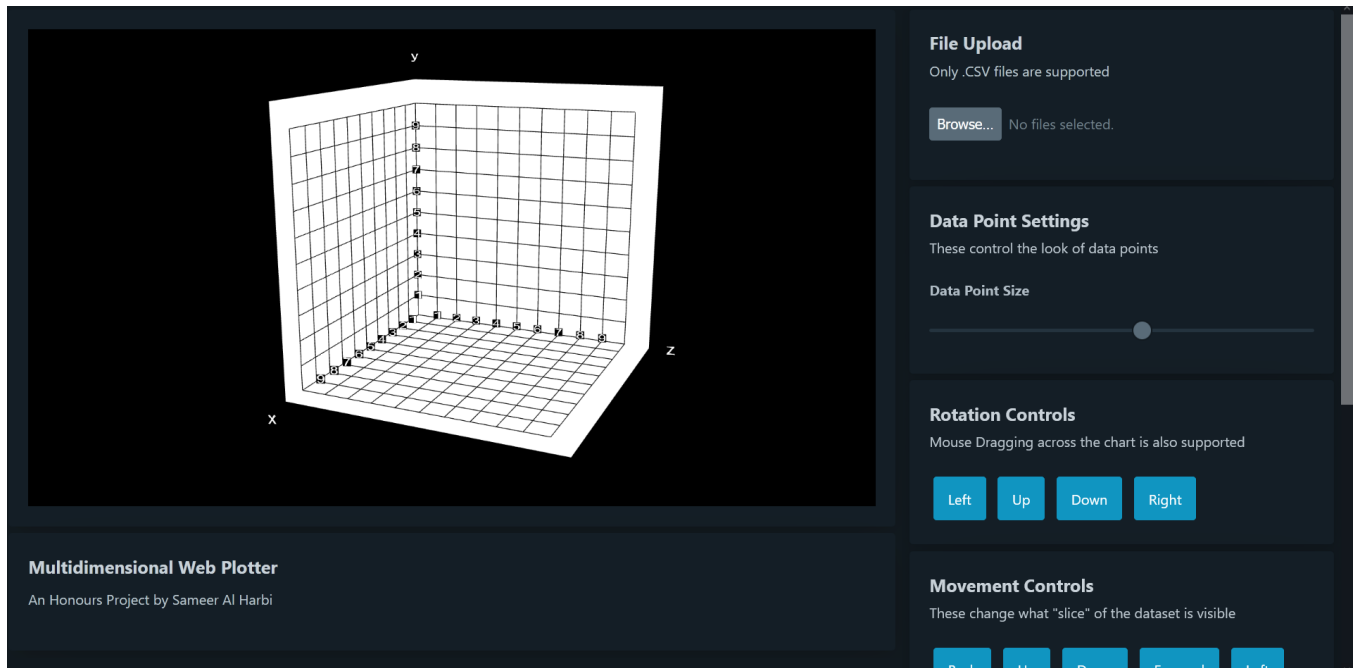 y
9
8
7
6
5
4
3
2
1
1 1 2 3 4 5 6 7 8 9
2
3
4
5
6
7
8
9
z
x
Multidimensional Web Plotter
An Honours Project by Sameer Al Harbi
File Upload
Only .CSV files are supported
Browse... No files selected.
Data Point Settings
These control the look of data points
Data Point Size
Rotation Controls
Mouse Dragging across the chart is also supported
Left Up Down Right
Movement Controls
These change what "slice" of the dataset is visible